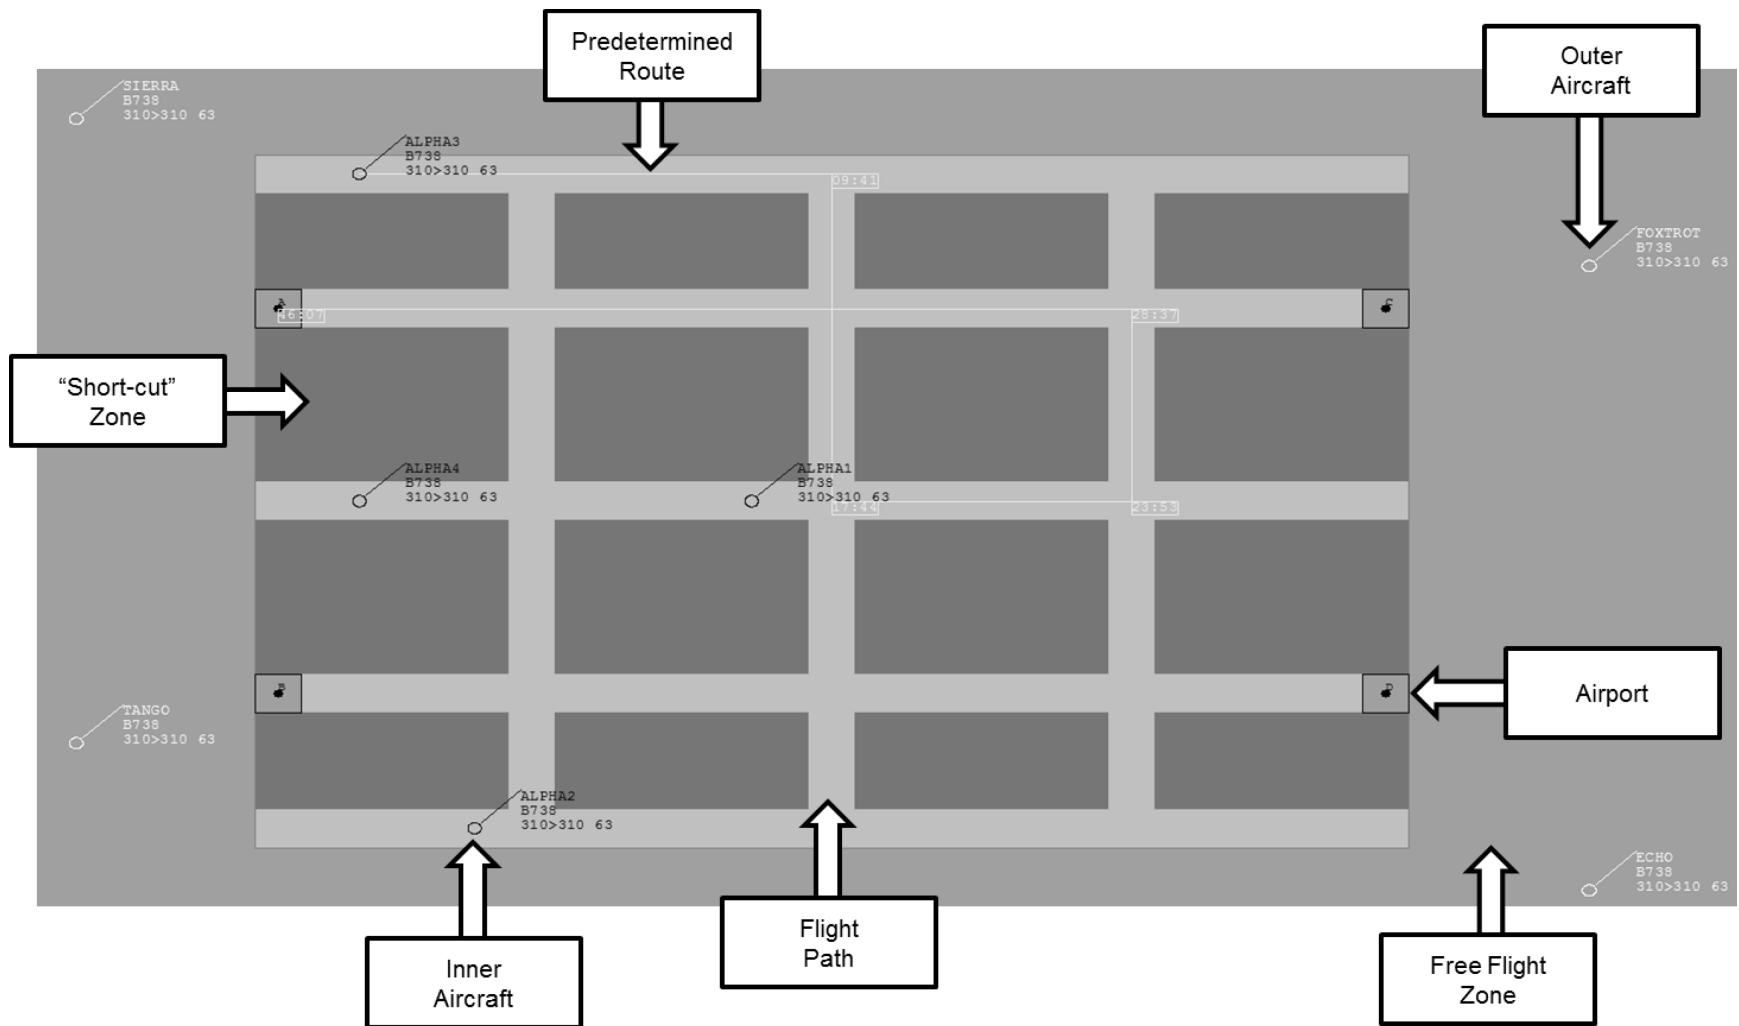 Predetermined
Route
Outer
Aircraft
SIERRA
B738
310>310 63
ALPHA3
B738
310>310 63
09:41
FOXTROT
B738
310>310 63
A
46:07
28:37
C
“Short-cut”
Zone
ALPHA4
B738
310>310 63
ALPHA1
B738
310>310 63
17:44
23:53
B
D
Airport
TANGO
B738
310>310 63
ALPHA2
B738
310>310 63
ECHO
B738
310>310 63
Flight
Path
Inner
Aircraft
Free Flight
Zone